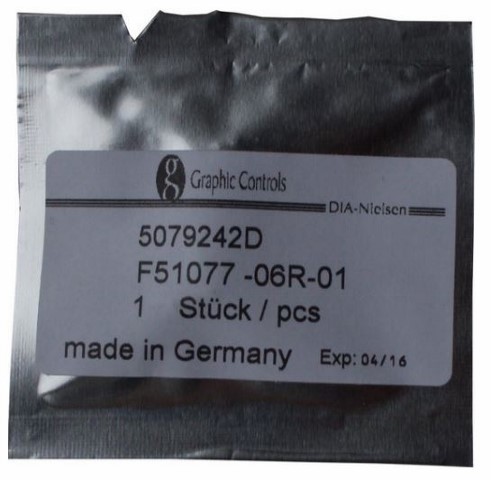 g Graphic Controls
DIA-Nielsen
5079242D
F51077 -06R-01
1 Stück / pcs
made in Germany Exp: 04/16